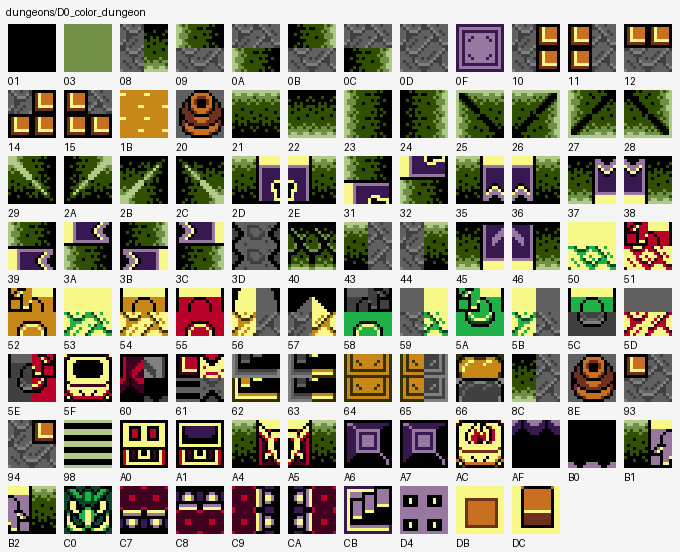 dungeons/D0_color_dungeon
01 03 08 09 0A 0B 0C 0D 0F 10 11 12
14 15 1B 20 21 22 23 24 25 26 27 28
29 2A 2B 2C 2D 2E 31 32 35 36 37 38
39 3A 3B 3C 3D 40 43 44 45 46 50 51
52 53 54 55 56 57 58 59 5A 5B 5C 5D
5E 5F 60 61 62 63 64 65 66 8C 8E 93
94 98 A0 A1 A4 A5 A6 A7 AC AF B0 B1
B2 C0 C7 C8 C9 CA CB D4 DB DC